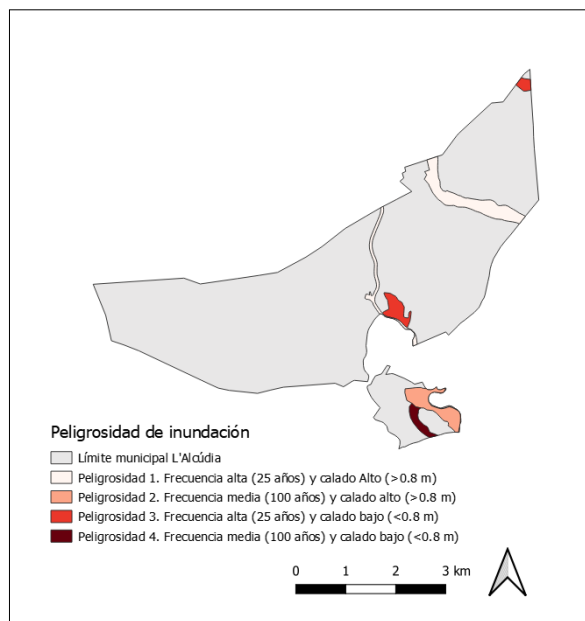 Peligrosidad de inundación
Límite municipal L'Alcúdia
Peligrosidad 1. Frecuencia alta (25 años) y calado Alto (>0.8 m)
Peligrosidad 2. Frecuencia media (100 años) y calado alto (>0.8 m)
Peligrosidad 3. Frecuencia alta (25 años) y calado bajo (<0.8 m)
Peligrosidad 4. Frecuencia media (100 años) y calado bajo (<0.8 m)
0 1 2 3 km